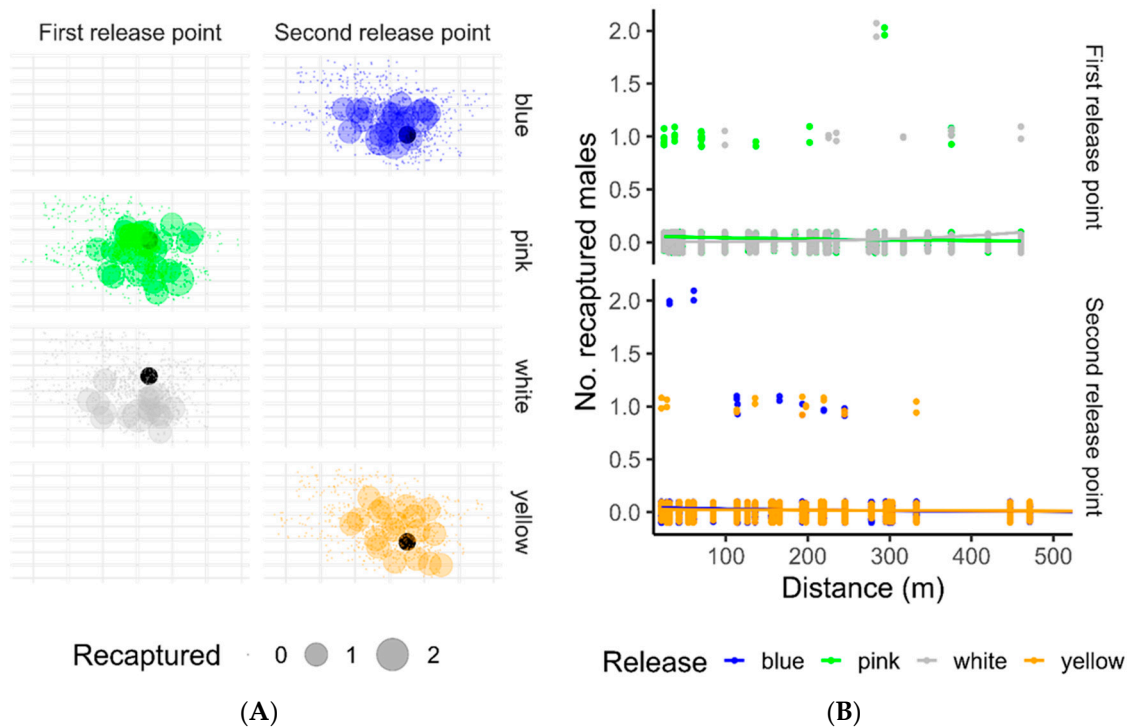 First release point
Second release point
blue
pink
white
yellow
Recaptured 0 1 2
(A)
No. recaptured males
2.0
1.5
1.0
0.5
0.0
First release point
2.0
1.5
1.0
0.5
0.0
Second release point
100 200 300 400 500
Distance (m)
Release blue pink white yellow
(B)